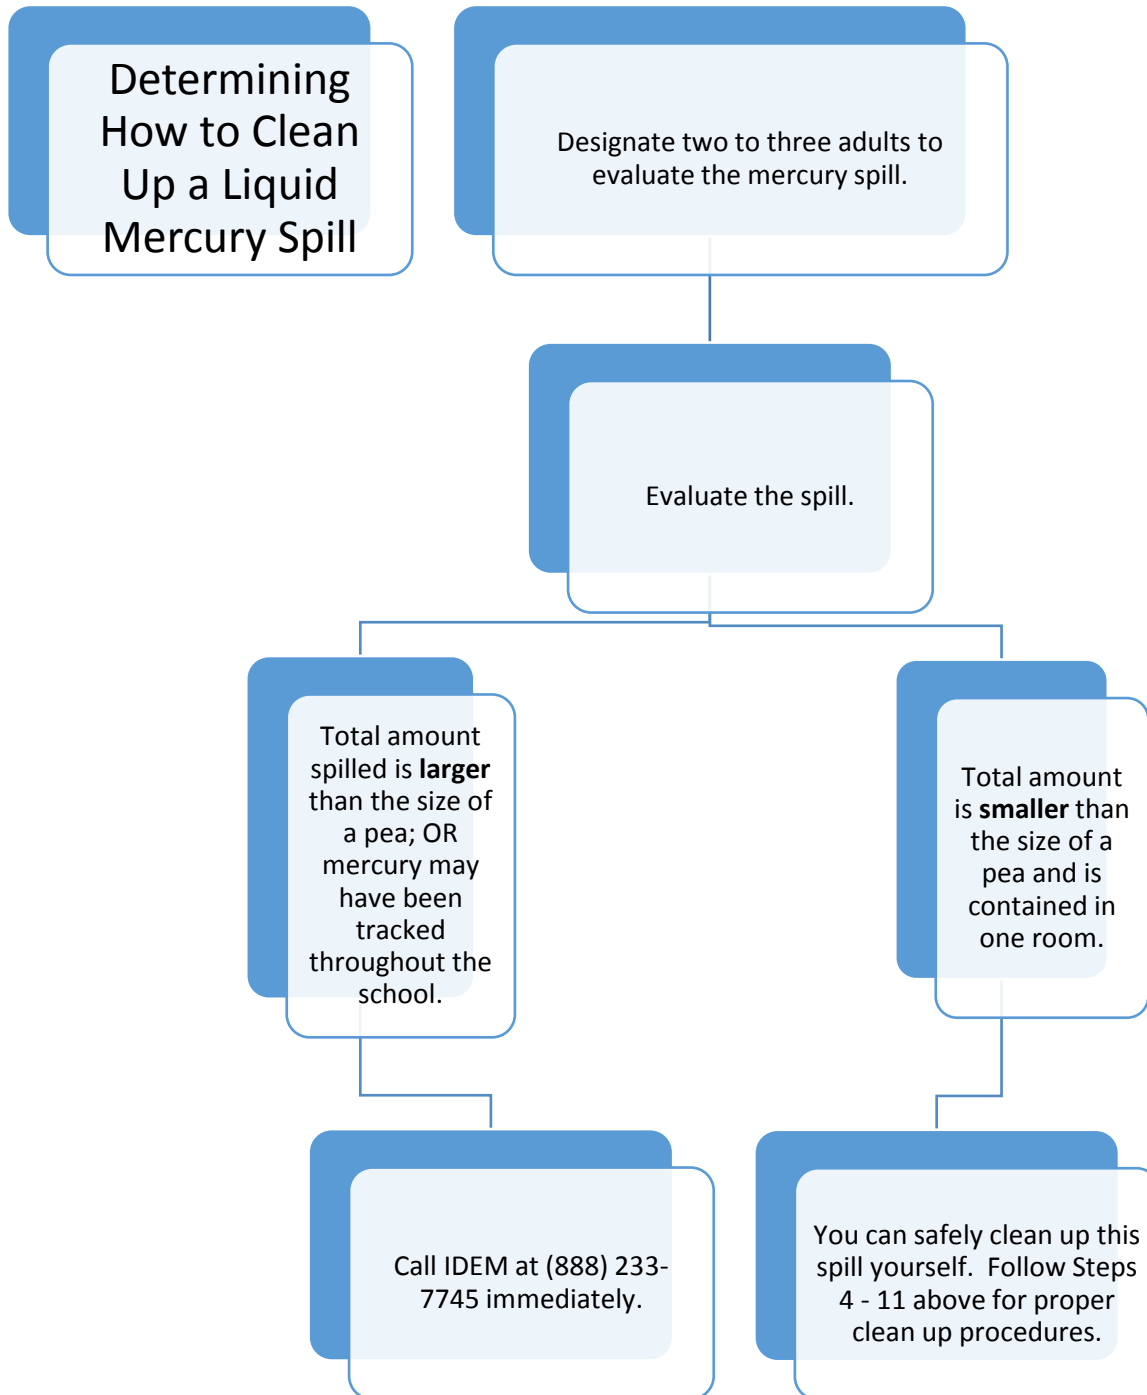 Determining
How to Clean
Up a Liquid
Mercury Spill
Designate two to three adults to
evaluate the mercury spill.
Evaluate the spill.
Total amount
spilled is larger
than the size of
a pea; OR
mercury may
have been
tracked
throughout the
school.
Total amount
is smaller than
the size of a
pea and is
contained in
one room.
Call IDEM at (888) 233-
7745 immediately.
You can safely clean up this
spill yourself.  Follow Steps
4 - 11 above for proper
clean up procedures.